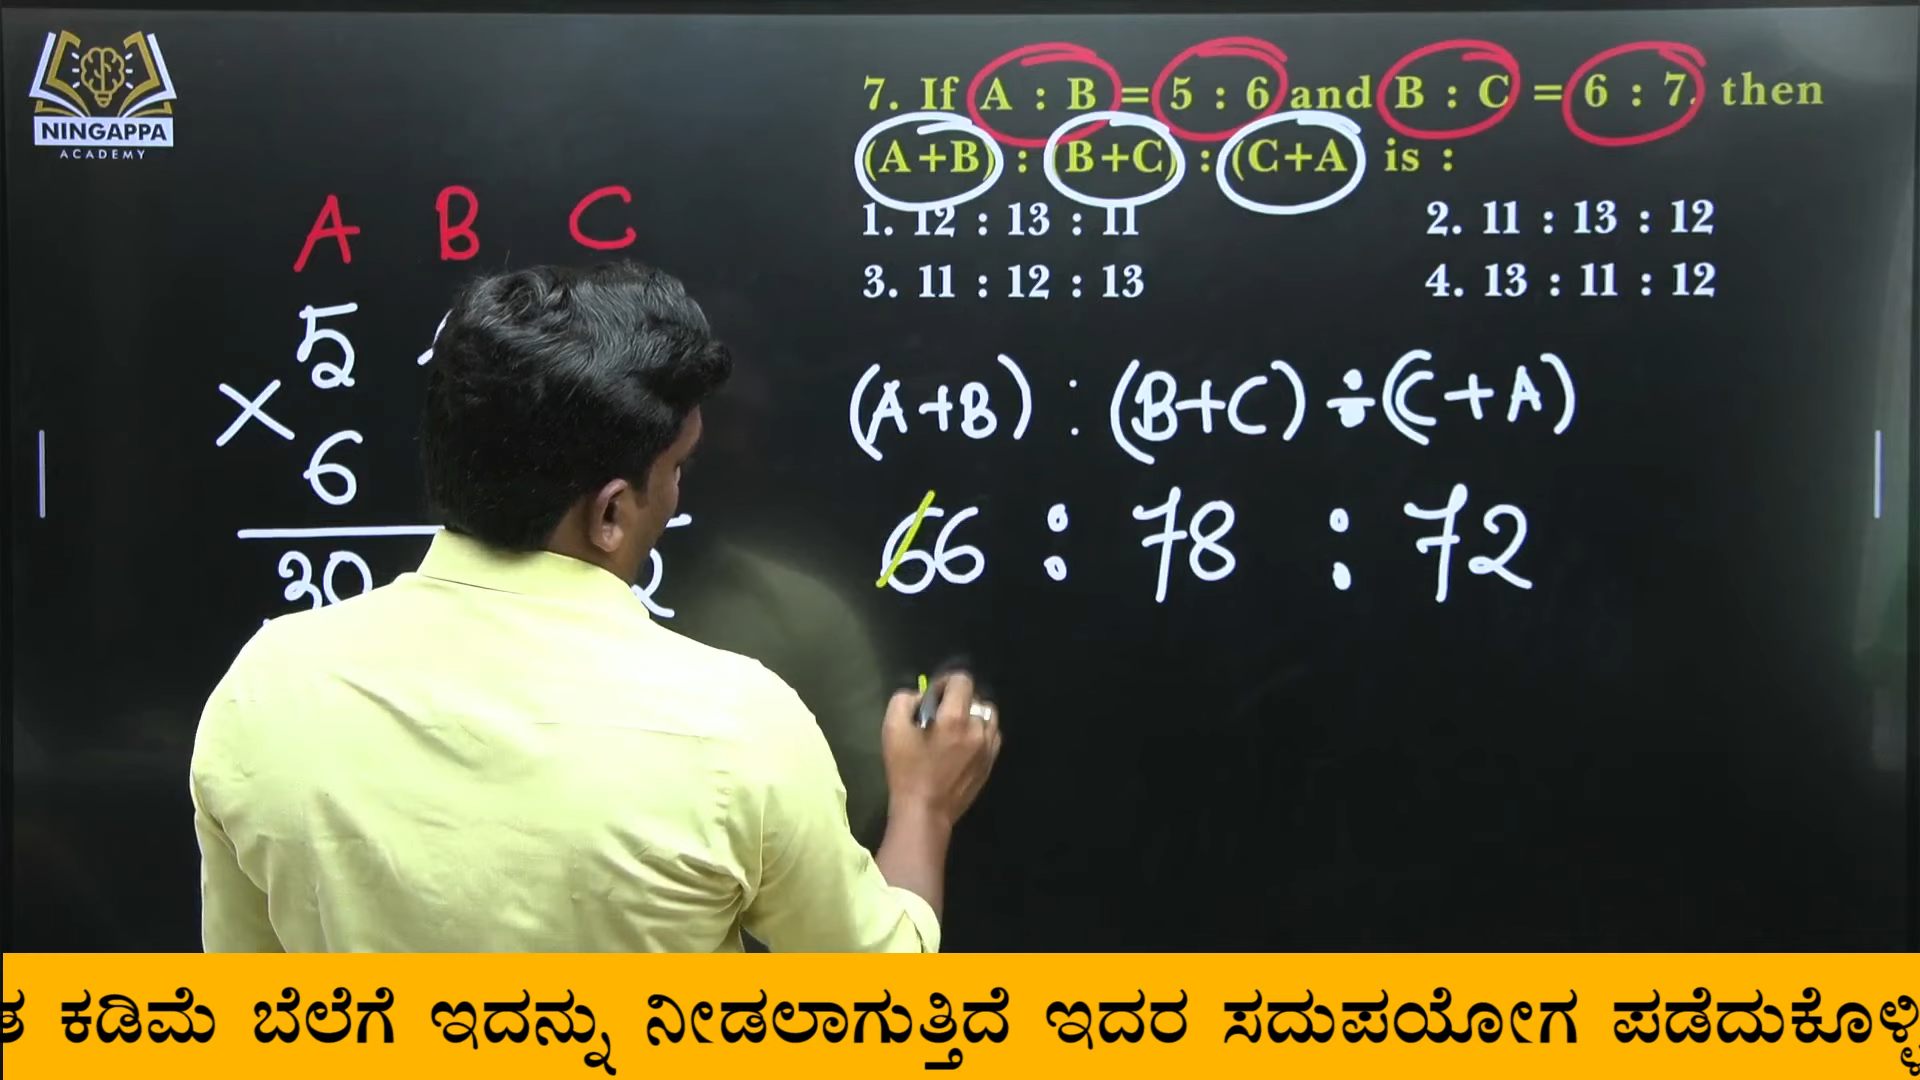 NINGAPPA
ACADEMY
7. If A : B = 5 : 6 and B : C = 6 : 7. then
(A+B) : (B+C) : (C+A is :
1. 12 : 13 : 11
2. 11 : 13 : 12
3. 11 : 12 : 13
4. 13 : 11 : 12
A B C
5
×
6
30 2
(A+B) : (B+C) ÷ (C+A)
66 : 78 : 72
ಕಡಿಮೆ ಬೆಲೆಗೆ ಇದನ್ನು ನೀಡಲಾಗುತ್ತಿದೆ ಇದರ ಸದುಪಯೋಗ